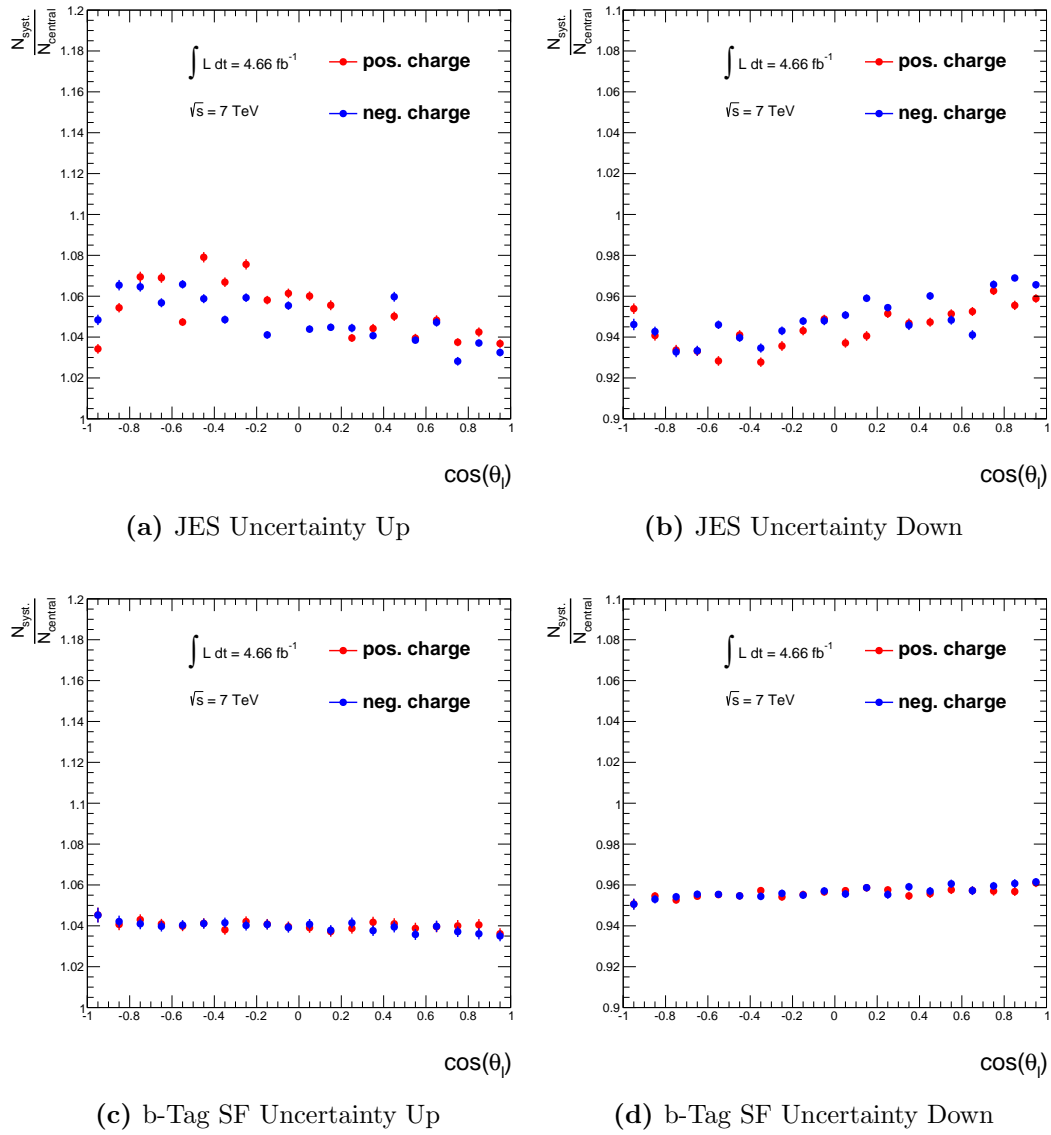 N_syst. / N_central
1.2
1.18
1.16
1.14
1.12
1.1
1.08
1.06
1.04
1.02
1
∫ L dt = 4.66 fb⁻¹
√s = 7 TeV
pos. charge
neg. charge
-1 -0.8 -0.6 -0.4 -0.2 0 0.2 0.4 0.6 0.8 1
cos(θ_l)
(a) JES Uncertainty Up
N_syst. / N_central
1.1
1.08
1.06
1.04
1.02
1
0.98
0.96
0.94
0.92
0.9
∫ L dt = 4.66 fb⁻¹
√s = 7 TeV
pos. charge
neg. charge
-1 -0.8 -0.6 -0.4 -0.2 0 0.2 0.4 0.6 0.8 1
cos(θ_l)
(b) JES Uncertainty Down
N_syst. / N_central
1.2
1.18
1.16
1.14
1.12
1.1
1.08
1.06
1.04
1.02
1
∫ L dt = 4.66 fb⁻¹
√s = 7 TeV
pos. charge
neg. charge
-1 -0.8 -0.6 -0.4 -0.2 0 0.2 0.4 0.6 0.8 1
cos(θ_l)
(c) b-Tag SF Uncertainty Up
N_syst. / N_central
1.1
1.08
1.06
1.04
1.02
1
0.98
0.96
0.94
0.92
0.9
∫ L dt = 4.66 fb⁻¹
√s = 7 TeV
pos. charge
neg. charge
-1 -0.8 -0.6 -0.4 -0.2 0 0.2 0.4 0.6 0.8 1
cos(θ_l)
(d) b-Tag SF Uncertainty Down